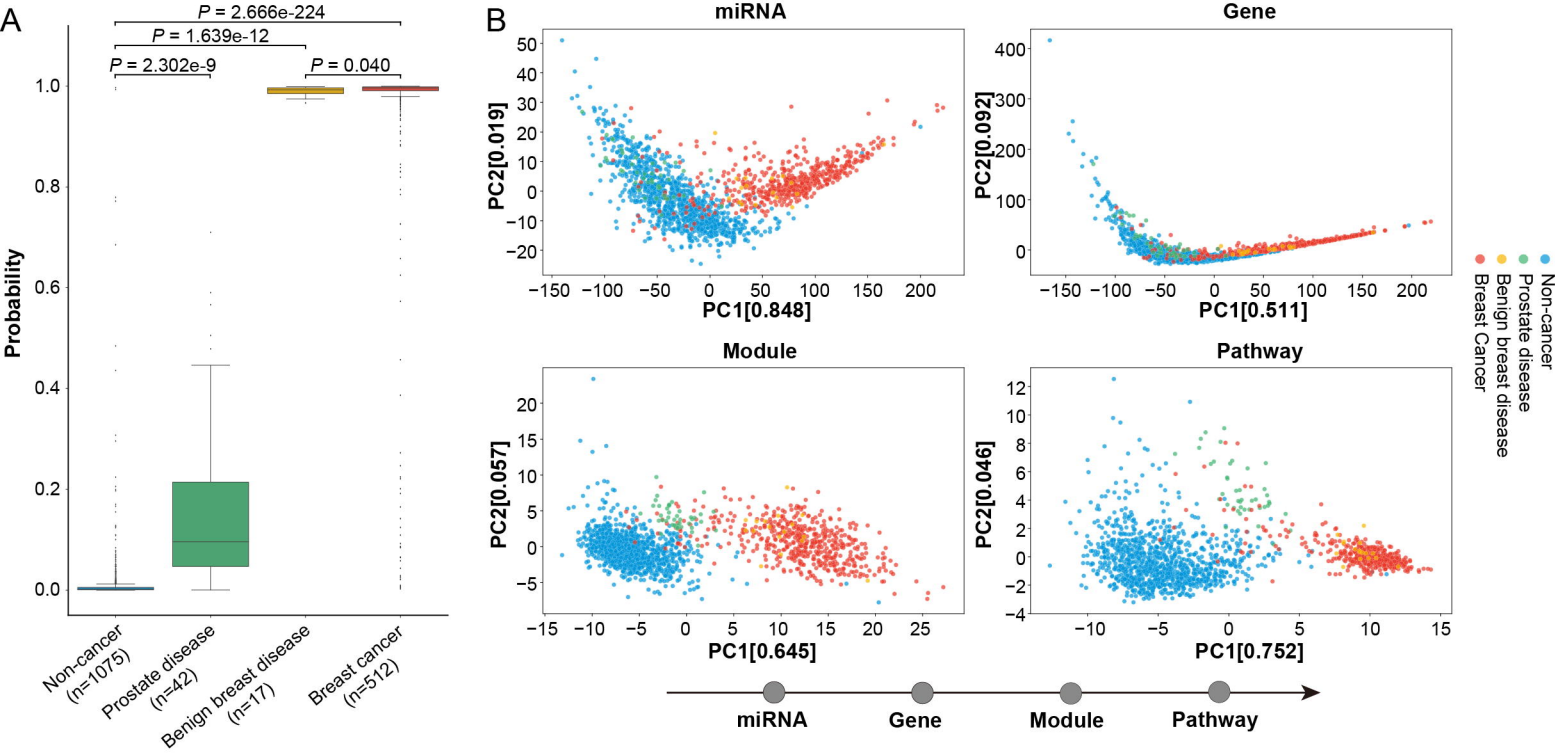 A
P = 2.666e-224
P = 1.639e-12
P = 2.302e-9
P = 0.040
1.0
0.8
0.6
0.4
0.2
0.0
Probability
Non-cancer
(n=1075)
Prostate disease
(n=42)
Benign breast disease
(n=17)
Breast cancer
(n=512)
B
miRNA
50
40
30
20
10
0
−10
−20
PC2[0.019]
−150 −100 −50 0 50 100 150 200
PC1[0.848]
Gene
400
300
200
100
0
PC2[0.092]
−150 −100 −50 0 50 100 150 200
PC1[0.511]
Module
20
15
10
5
0
−5
PC2[0.057]
−15 −10 −5 0 5 10 15 20 25
PC1[0.645]
Pathway
12
10
8
6
4
2
0
−2
−4
PC2[0.046]
−10 −5 0 5 10 15
PC1[0.752]
Non-cancer
Prostate disease
Benign breast disease
Breast Cancer
miRNA Gene Module Pathway